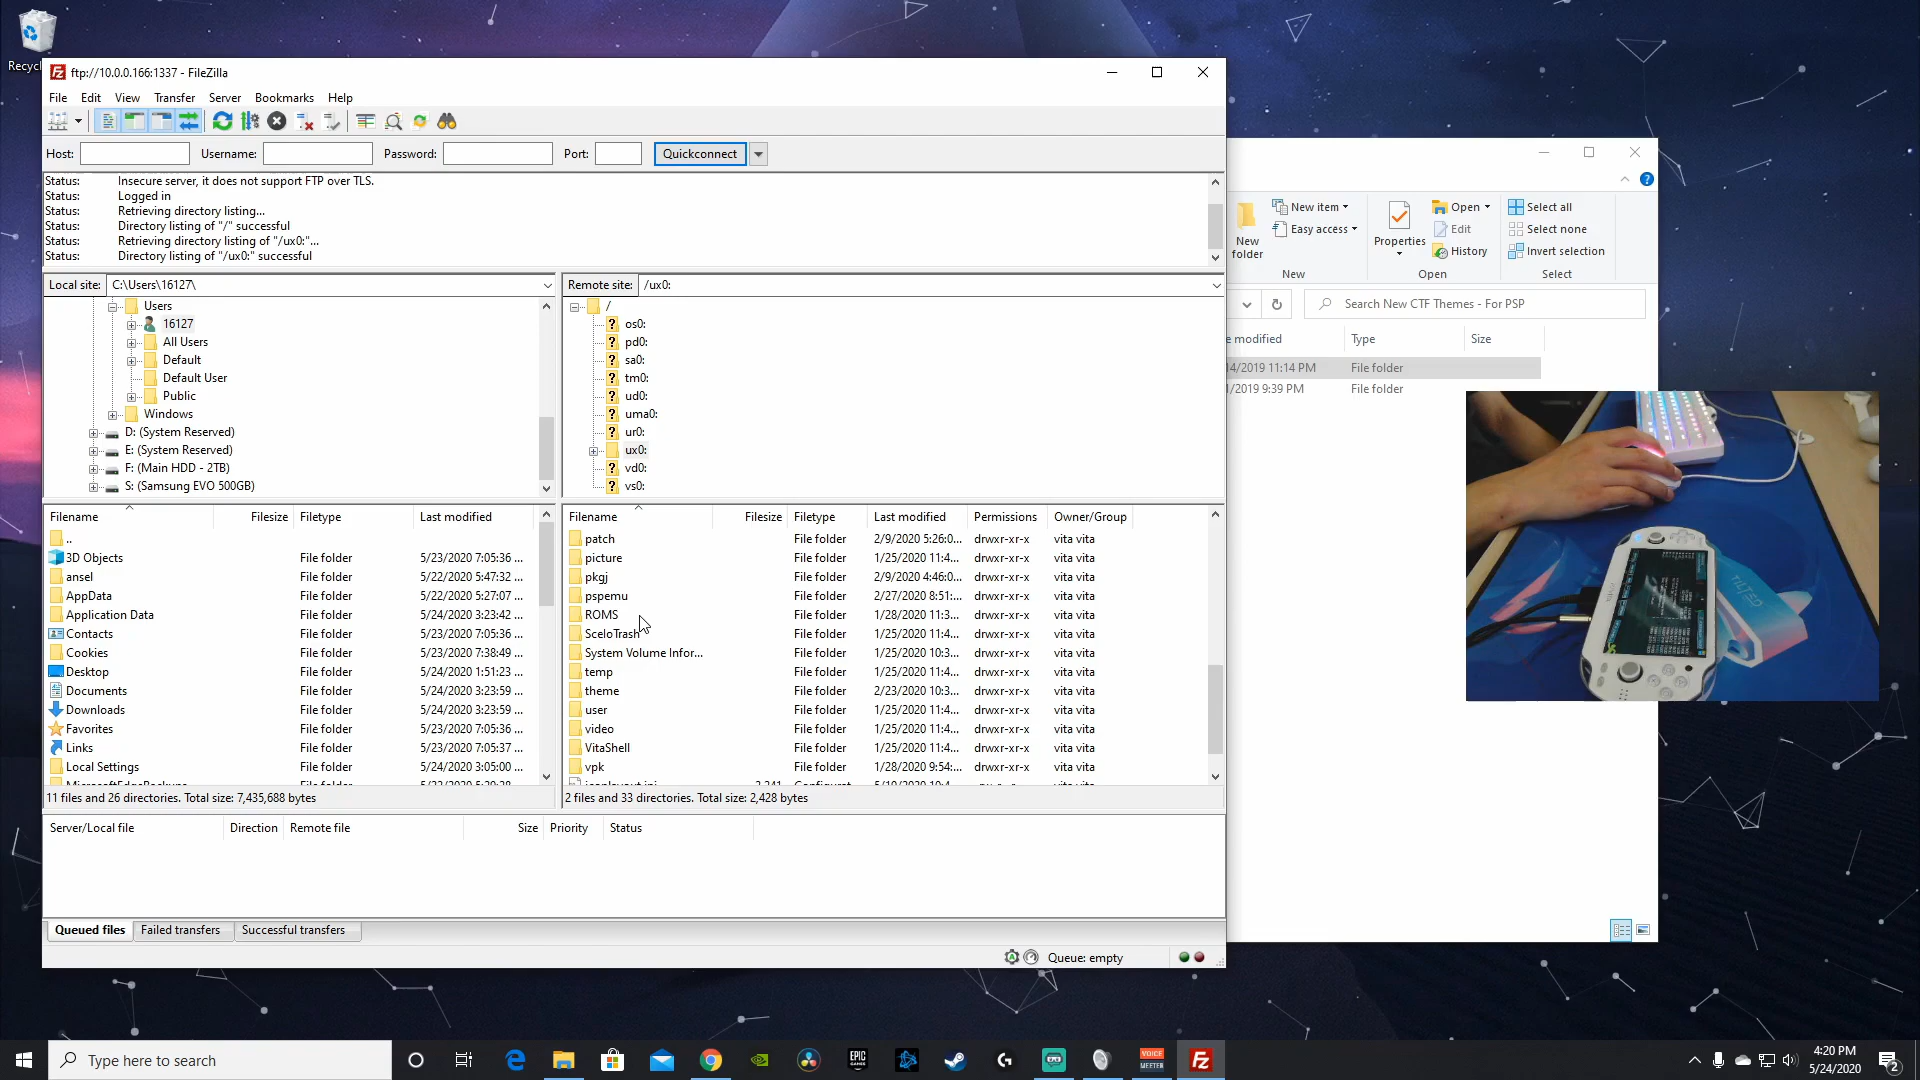 Recycl
ftp://10.0.0.166:1337 - FileZilla
File Edit View Transfer Server Bookmarks Help
Host: Username: Password: Port: Quickconnect
Status: Insecure server, it does not support FTP over TLS.
Status: Logged in
Status: Retrieving directory listing...
Status: Directory listing of "/" successful
Status: Retrieving directory listing of "/ux0:"...
Status: Directory listing of "/ux0:" successful
Local site: C:\Users\16127\
Users
16127
All Users
Default
Default User
Public
Windows
D: (System Reserved)
E: (System Reserved)
F: (Main HDD - 2TB)
S: (Samsung EVO 500GB)
Remote site: /ux0:
/
os0:
pd0:
sa0:
tm0:
ud0:
uma0:
ur0:
ux0:
vd0:
vs0:
Filename Filesize Filetype Last modified
..
3D Objects File folder 5/23/2020 7:05:36 ...
ansel File folder 5/22/2020 5:47:32 ...
AppData File folder 5/22/2020 5:27:07 ...
Application Data File folder 5/24/2020 3:23:42 ...
Contacts File folder 5/23/2020 7:05:36 ...
Cookies File folder 5/23/2020 7:38:49 ...
Desktop File folder 5/24/2020 1:51:23 ...
Documents File folder 5/24/2020 3:23:59 ...
Downloads File folder 5/24/2020 3:23:59 ...
Favorites File folder 5/23/2020 7:05:36 ...
Links File folder 5/23/2020 7:05:37 ...
Local Settings File folder 5/24/2020 3:05:00 ...
11 files and 26 directories. Total size: 7,435,688 bytes
Filename Filesize Filetype Last modified Permissions Owner/Group
patch File folder 2/9/2020 5:26:0... drwxr-xr-x vita vita
picture File folder 1/25/2020 11:4... drwxr-xr-x vita vita
pkgj File folder 2/9/2020 4:46:0... drwxr-xr-x vita vita
pspemu File folder 2/27/2020 8:51:... drwxr-xr-x vita vita
ROMS File folder 1/28/2020 11:3... drwxr-xr-x vita vita
SceIoTrash File folder 1/25/2020 11:4... drwxr-xr-x vita vita
System Volume Infor... File folder 1/25/2020 10:3... drwxr-xr-x vita vita
temp File folder 1/25/2020 11:4... drwxr-xr-x vita vita
theme File folder 2/23/2020 10:3... drwxr-xr-x vita vita
user File folder 1/25/2020 11:4... drwxr-xr-x vita vita
video File folder 1/25/2020 11:4... drwxr-xr-x vita vita
VitaShell File folder 1/25/2020 11:4... drwxr-xr-x vita vita
vpk File folder 1/28/2020 9:54:... drwxr-xr-x vita vita
2 files and 33 directories. Total size: 2,428 bytes
Server/Local file Direction Remote file Size Priority Status
Queued files Failed transfers Successful transfers
Queue: empty
New folder
New item
Easy access
New
Properties
Open
Edit
History
Open
Select all
Select none
Invert selection
Select
Search New CTF Themes - For PSP
e modified Type Size
14/2019 11:14 PM File folder
1/2019 9:39 PM File folder
TILTED
Type here to search
EPIC GAMES
VOICE MEETER
4:20 PM
5/24/2020
2